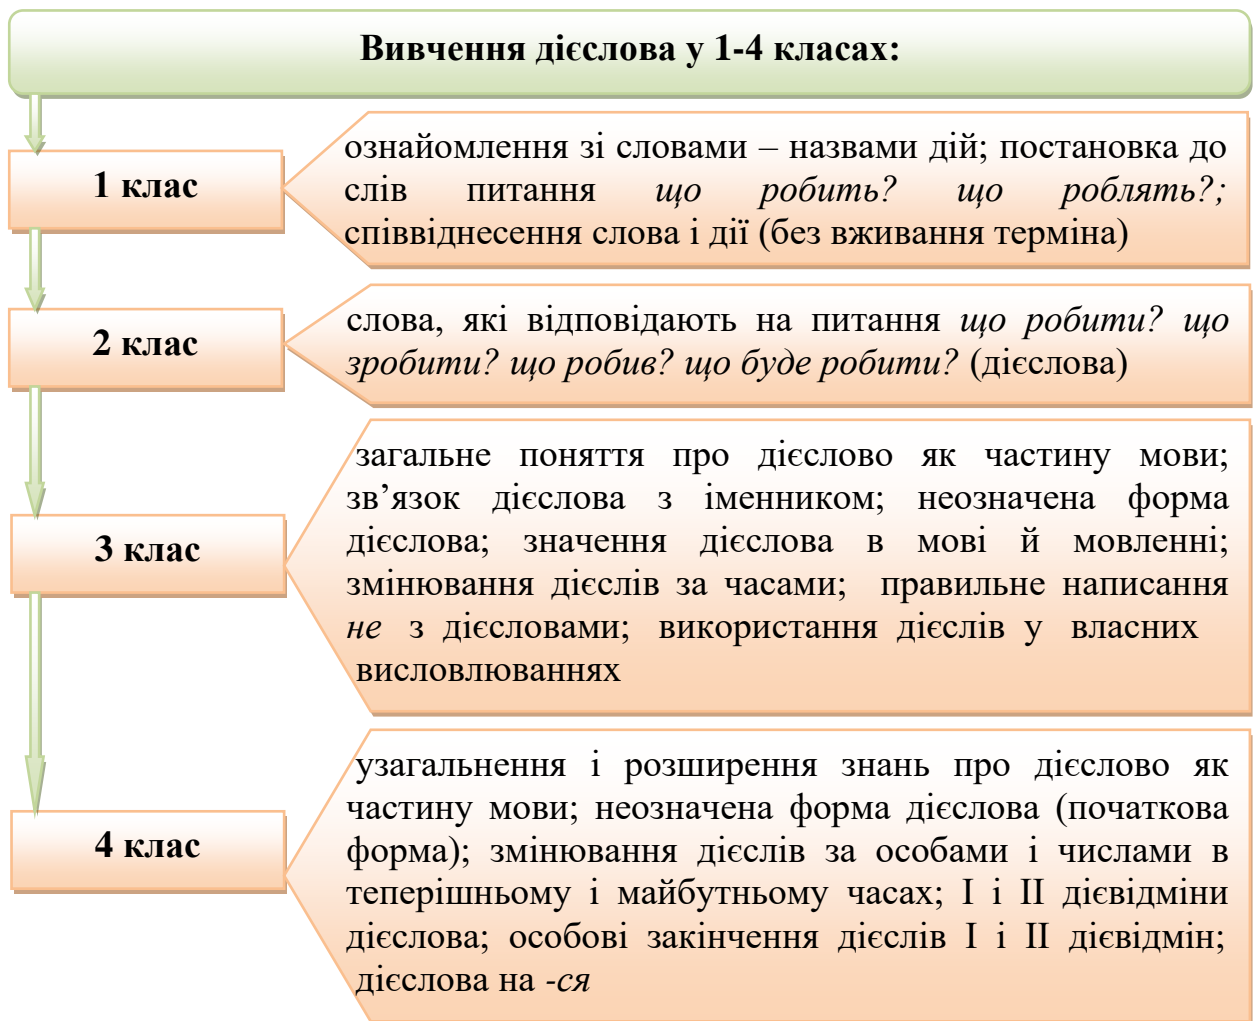 Вивчення дієслова у 1-4 класах:
1 клас
ознайомлення зі словами – назвами дій; постановка до
слів питання що робить? що роблять?;
співвіднесення слова і дії (без вживання терміна)
2 клас
слова, які відповідають на питання що робити? що
зробити? що робив? що буде робити? (дієслова)
3 клас
загальне поняття про дієслово як частину мови;
зв’язок дієслова з іменником; неозначена форма
дієслова; значення дієслова в мові й мовленні;
змінювання дієслів за часами; правильне написання
не з дієсловами; використання дієслів у власних
висловлюваннях
4 клас
узагальнення і розширення знань про дієслово як
частину мови; неозначена форма дієслова (початкова
форма); змінювання дієслів за особами і числами в
теперішньому і майбутньому часах; І і ІІ дієвідміни
дієслова; особові закінчення дієслів І і ІІ дієвідмін;
дієслова на -ся